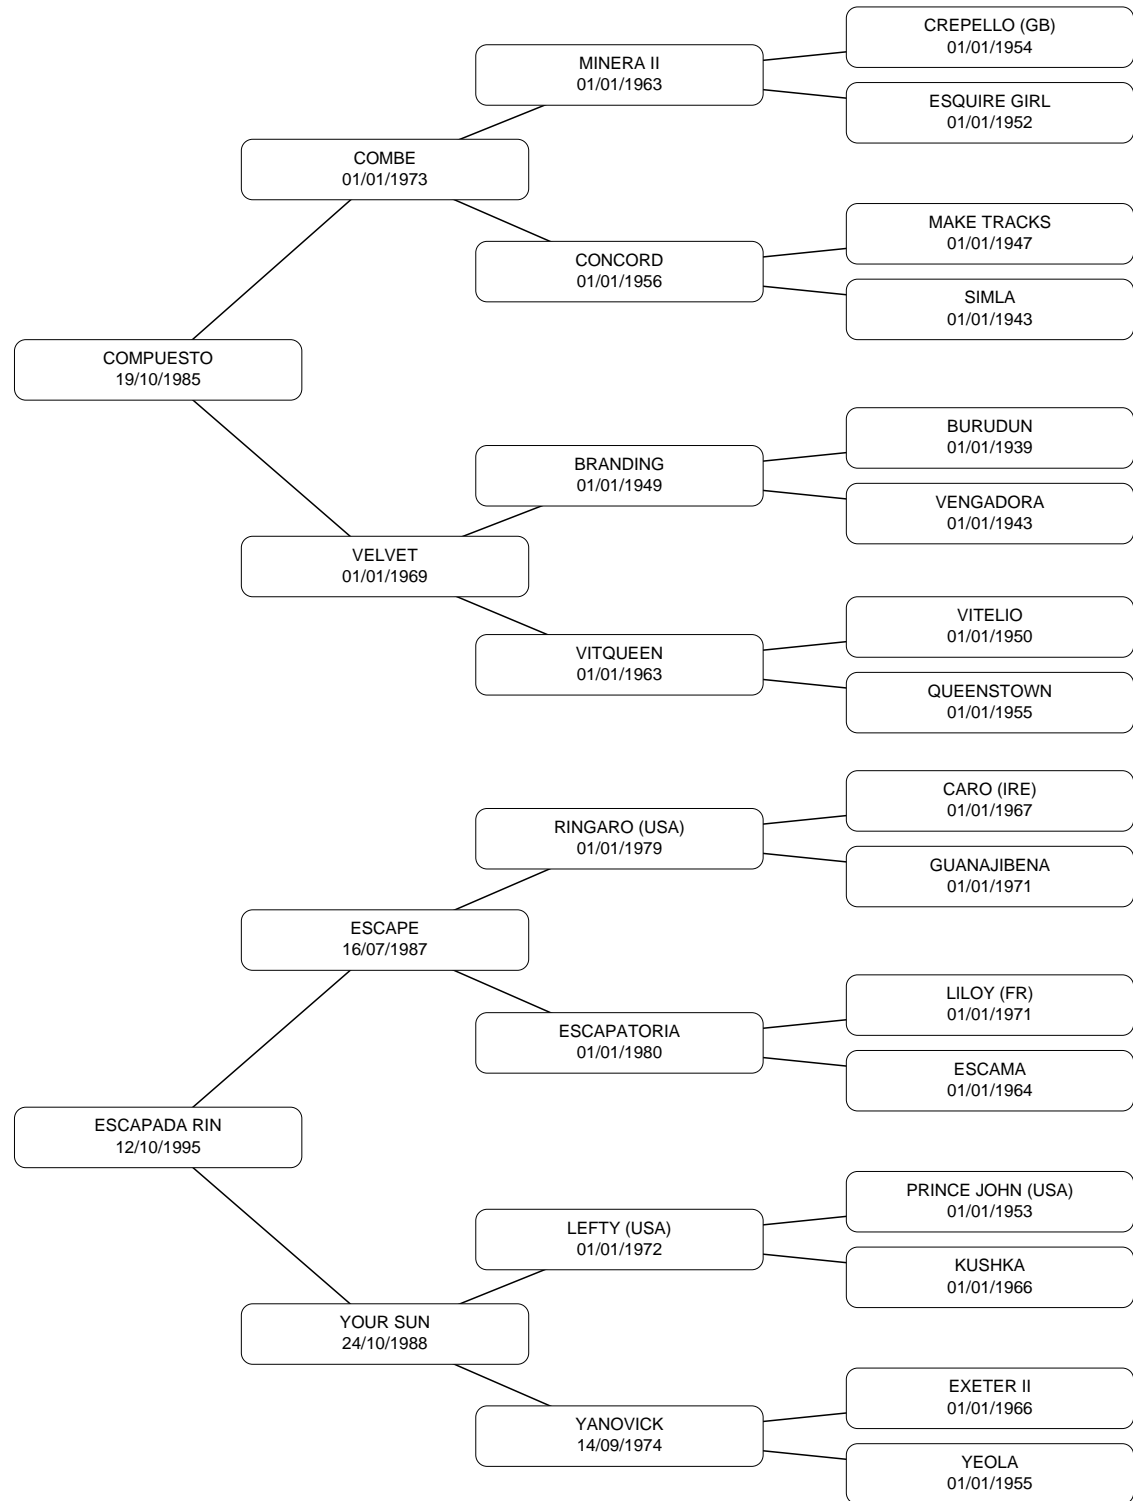 CREPELLO (GB)
01/01/1954
MINERA II
01/01/1963
ESQUIRE GIRL
01/01/1952
COMBE
01/01/1973
MAKE TRACKS
01/01/1947
CONCORD
01/01/1956
SIMLA
01/01/1943
COMPUESTO
19/10/1985
BURUDUN
01/01/1939
BRANDING
01/01/1949
VENGADORA
01/01/1943
VELVET
01/01/1969
VITELIO
01/01/1950
VITQUEEN
01/01/1963
QUEENSTOWN
01/01/1955
CARO (IRE)
01/01/1967
RINGARO (USA)
01/01/1979
GUANAJIBENA
01/01/1971
ESCAPE
16/07/1987
LILOY (FR)
01/01/1971
ESCAPATORIA
01/01/1980
ESCAMA
01/01/1964
ESCAPADA RIN
12/10/1995
PRINCE JOHN (USA)
01/01/1953
LEFTY (USA)
01/01/1972
KUSHKA
01/01/1966
YOUR SUN
24/10/1988
EXETER II
01/01/1966
YANOVICK
14/09/1974
YEOLA
01/01/1955